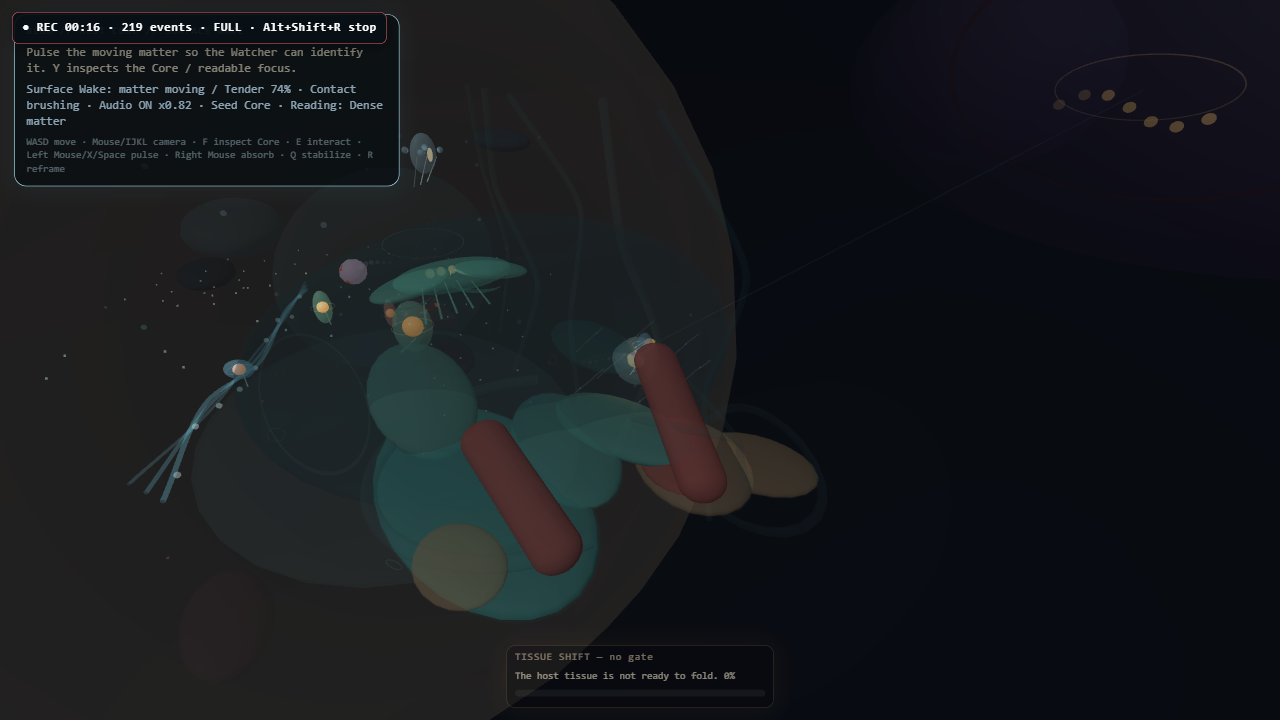 ● REC 00:16 · 219 events · FULL · Alt+Shift+R stop
Pulse the moving matter so the Watcher can identify
it. Y inspects the Core / readable focus.
Surface Wake: matter moving / Tender 74% · Contact
brushing · Audio ON x0.82 · Seed Core · Reading: Dense
matter
WASD move · Mouse/IJKL camera · F inspect Core · E interact ·
Left Mouse/X/Space pulse · Right Mouse absorb · Q stabilize · R
reframe
TISSUE SHIFT — no gate
The host tissue is not ready to fold. 0%